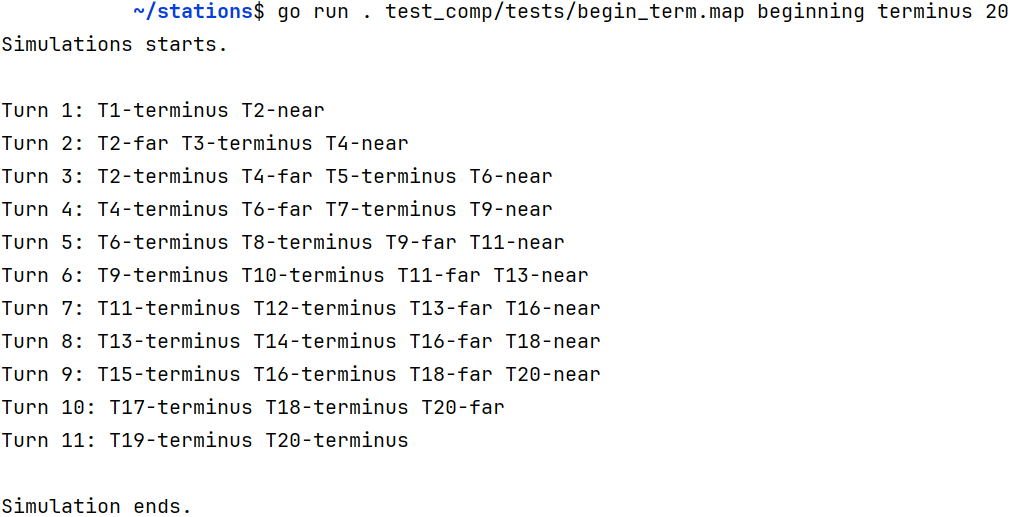 ~/stations$ go run . test_comp/tests/begin_term.map beginning terminus 20
Simulations starts.
Turn 1: T1-terminus T2-near
Turn 2: T2-far T3-terminus T4-near
Turn 3: T2-terminus T4-far T5-terminus T6-near
Turn 4: T4-terminus T6-far T7-terminus T9-near
Turn 5: T6-terminus T8-terminus T9-far T11-near
Turn 6: T9-terminus T10-terminus T11-far T13-near
Turn 7: T11-terminus T12-terminus T13-far T16-near
Turn 8: T13-terminus T14-terminus T16-far T18-near
Turn 9: T15-terminus T16-terminus T18-far T20-near
Turn 10: T17-terminus T18-terminus T20-far
Turn 11: T19-terminus T20-terminus
Simulation ends.